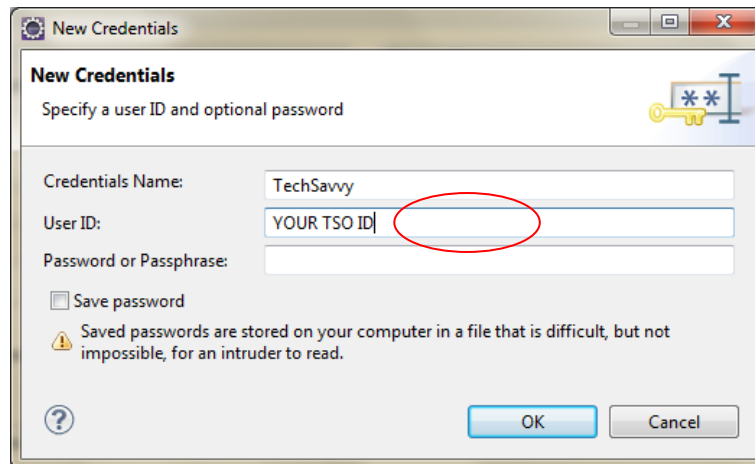 New Credentials
New Credentials
Specify a user ID and optional password
Credentials Name:
TechSavvy
User ID:
YOUR TSO ID
Password or Passphrase:
Save password
Saved passwords are stored on your computer in a file that is difficult, but not
impossible, for an intruder to read.
OK
Cancel